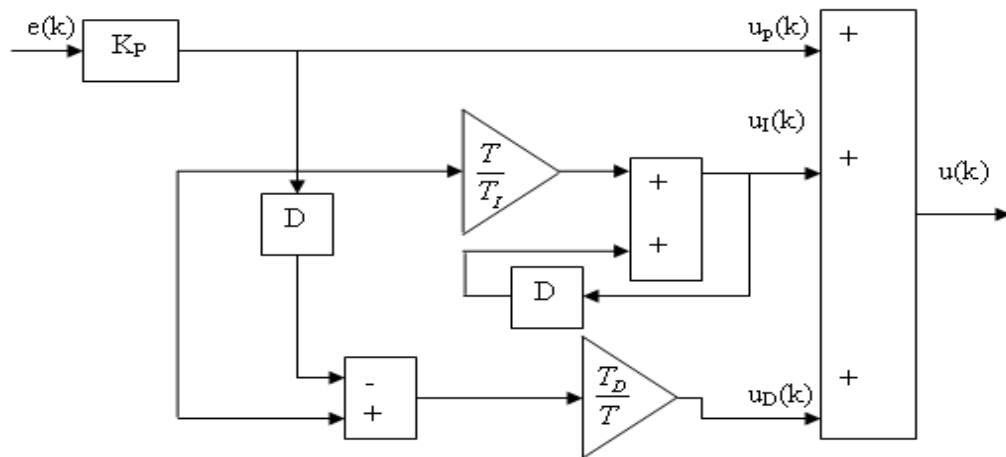 e(k)
K_P
u_p(k)
+
u_I(k)
T/T_I
+
+
u(k)
D
+
D
T_D/T
-
+
+
u_D(k)